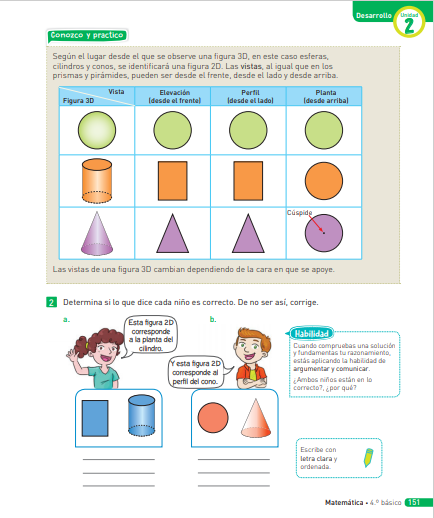 Desarrollo
Unidad
2
Conozco y practico
Según el lugar desde el que se observe una figura 3D, en este caso esferas,
cilindros y conos, se identificará una figura 2D. Las vistas, al igual que en los
prismas y pirámides, pueden ser desde el frente, desde el lado y desde arriba.
Vista
Figura 3D
Elevación
(desde el frente)
Perfil
(desde el lado)
Planta
(desde arriba)
Cúspide
Las vistas de una figura 3D cambian dependiendo de la cara en que se apoye.
2 Determina si lo que dice cada niño es correcto. De no ser así, corrige.
a.
Esta figura 2D
corresponde
a la planta del
cilindro.
b.
Y esta figura 2D
corresponde al
perfil del cono.
Habilidad
Cuando compruebas una solución
y fundamentas tu razonamiento,
estás aplicando la habilidad de
argumentar y comunicar.
¿Ambos niños están en lo
correcto?, ¿por qué?
Escribe con
letra clara y
ordenada.
Matemática • 4.° básico 151